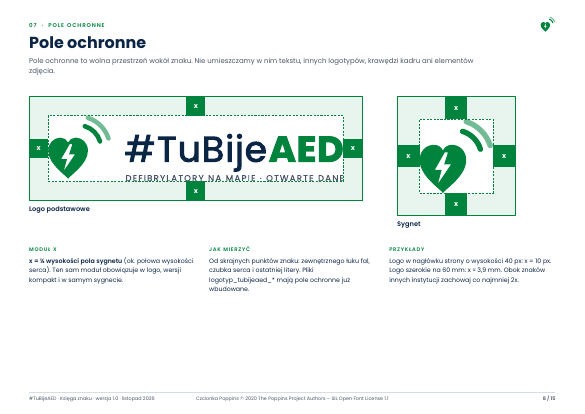 07 · POLE OCHRONNE
Pole ochronne
Pole ochronne to wolna przestrzeń wokół znaku. Nie umieszczamy w nim tekstu, innych logotypów, krawędzi kadru ani elementów
zdjęcia.
x
x
#TuBijeAED
x
DEFIBRYLATORY NA MAPIE · OTWARTE DANE
x
Logo podstawowe
x
x
x
x
Sygnet
MODUŁ X
x = ¼ wysokości pola sygnetu (ok. połowa wysokości
serca). Ten sam moduł obowiązuje w logo, wersji
kompakt i w samym sygnecie.
JAK MIERZYĆ
Od skrajnych punktów znaku: zewnętrznego łuku fal,
czubka serca i ostatniej litery. Pliki
logotyp_tubijeaed_* mają pole ochronne już
wbudowane.
PRZYKŁADY
Logo w nagłówku strony o wysokości 40 px: x = 10 px.
Logo szerokie na 60 mm: x = 3,9 mm. Obok znaków
innych instytucji zachowaj co najmniej 2x.
#TuBijeAED · Księga znaku · wersja 1.0 · listopad 2026
Czcionka Poppins © 2020 The Poppins Project Authors — SIL Open Font License 1.1
8 / 15